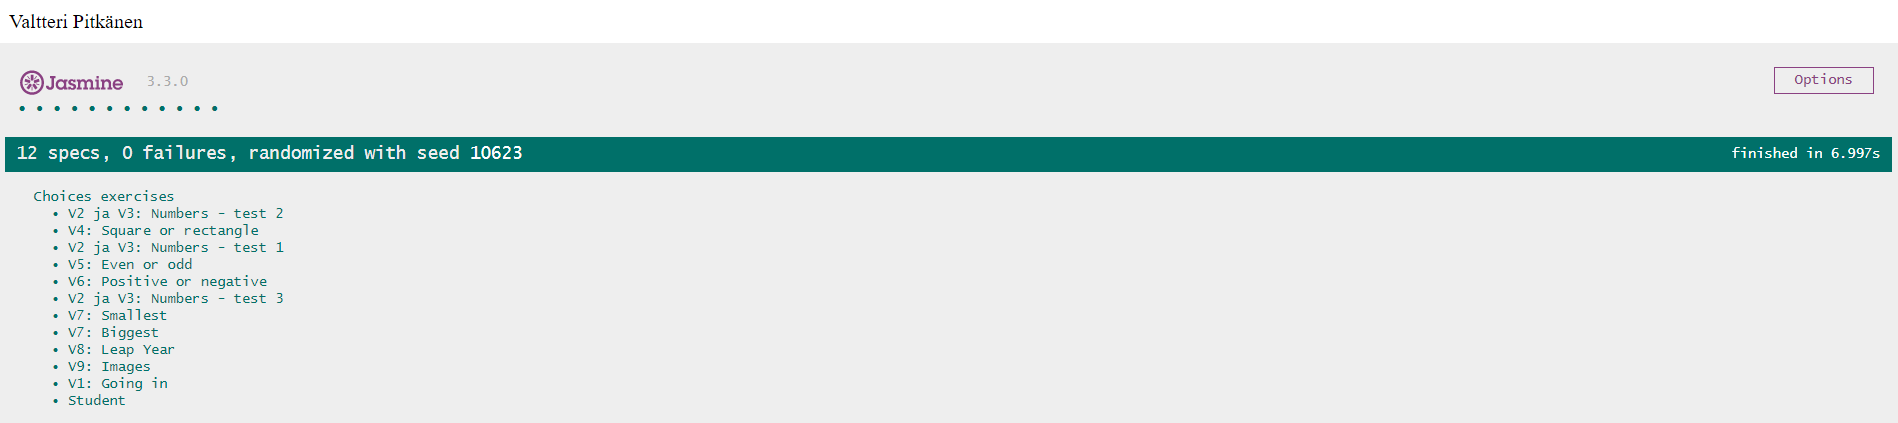 Valtteri Pitkänen
Jasmine 3.3.0 Options
12 specs, 0 failures, randomized with seed 10623 finished in 6.997s
Choices exercises
• V2 ja V3: Numbers - test 2
• V4: Square or rectangle
• V2 ja V3: Numbers - test 1
• V5: Even or odd
• V6: Positive or negative
• V2 ja V3: Numbers - test 3
• V7: Smallest
• V7: Biggest
• V8: Leap Year
• V9: Images
• V1: Going in
• Student